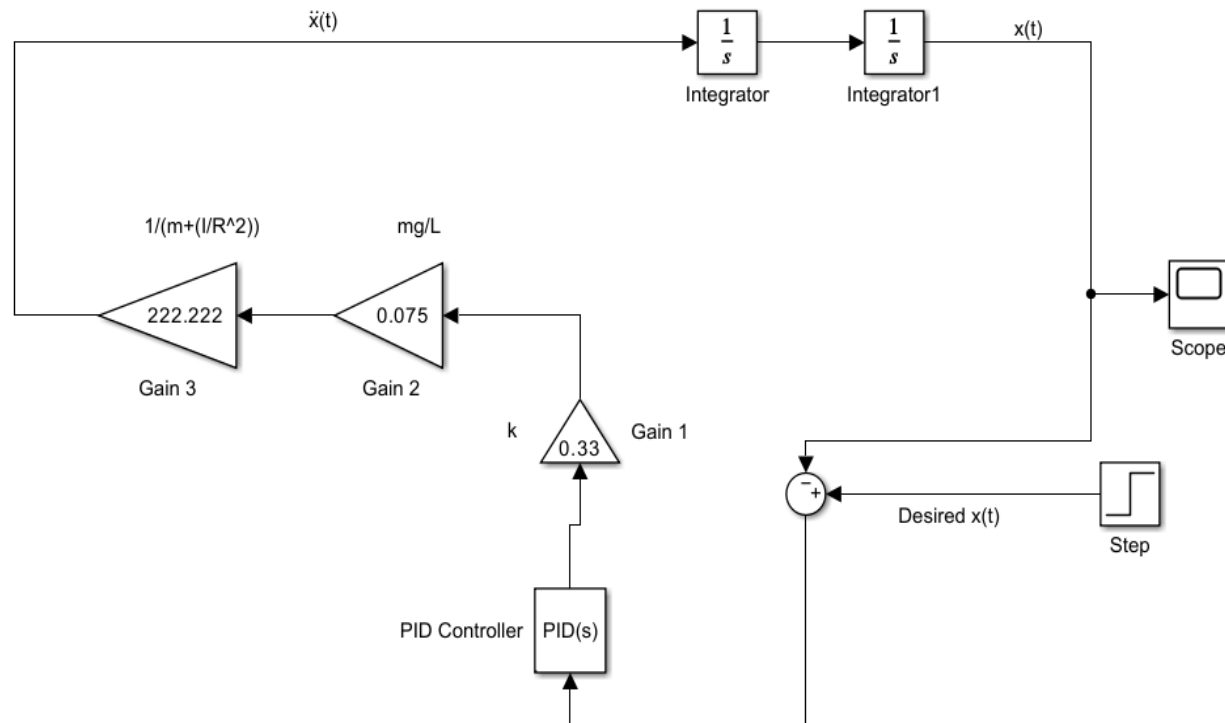 ẍ(t)
1
s
Integrator
1
s
Integrator1
x(t)
1/(m+(I/R^2))
222.222
Gain 3
mg/L
0.075
Gain 2
k
0.33
Gain 1
Scope
−
+
Desired x(t)
Step
PID Controller
PID(s)